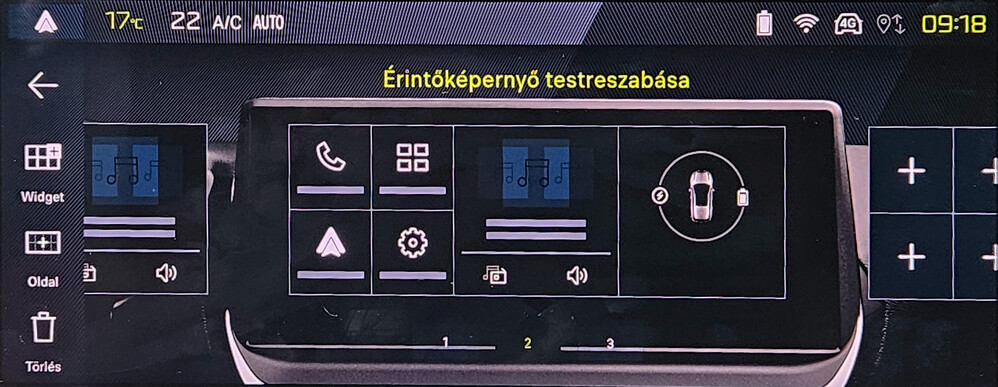 17°C 22 A/C AUTO 4G 09:18
Érintőképernyő testreszabása
Widget
Oldal
Törlés
1 2 3